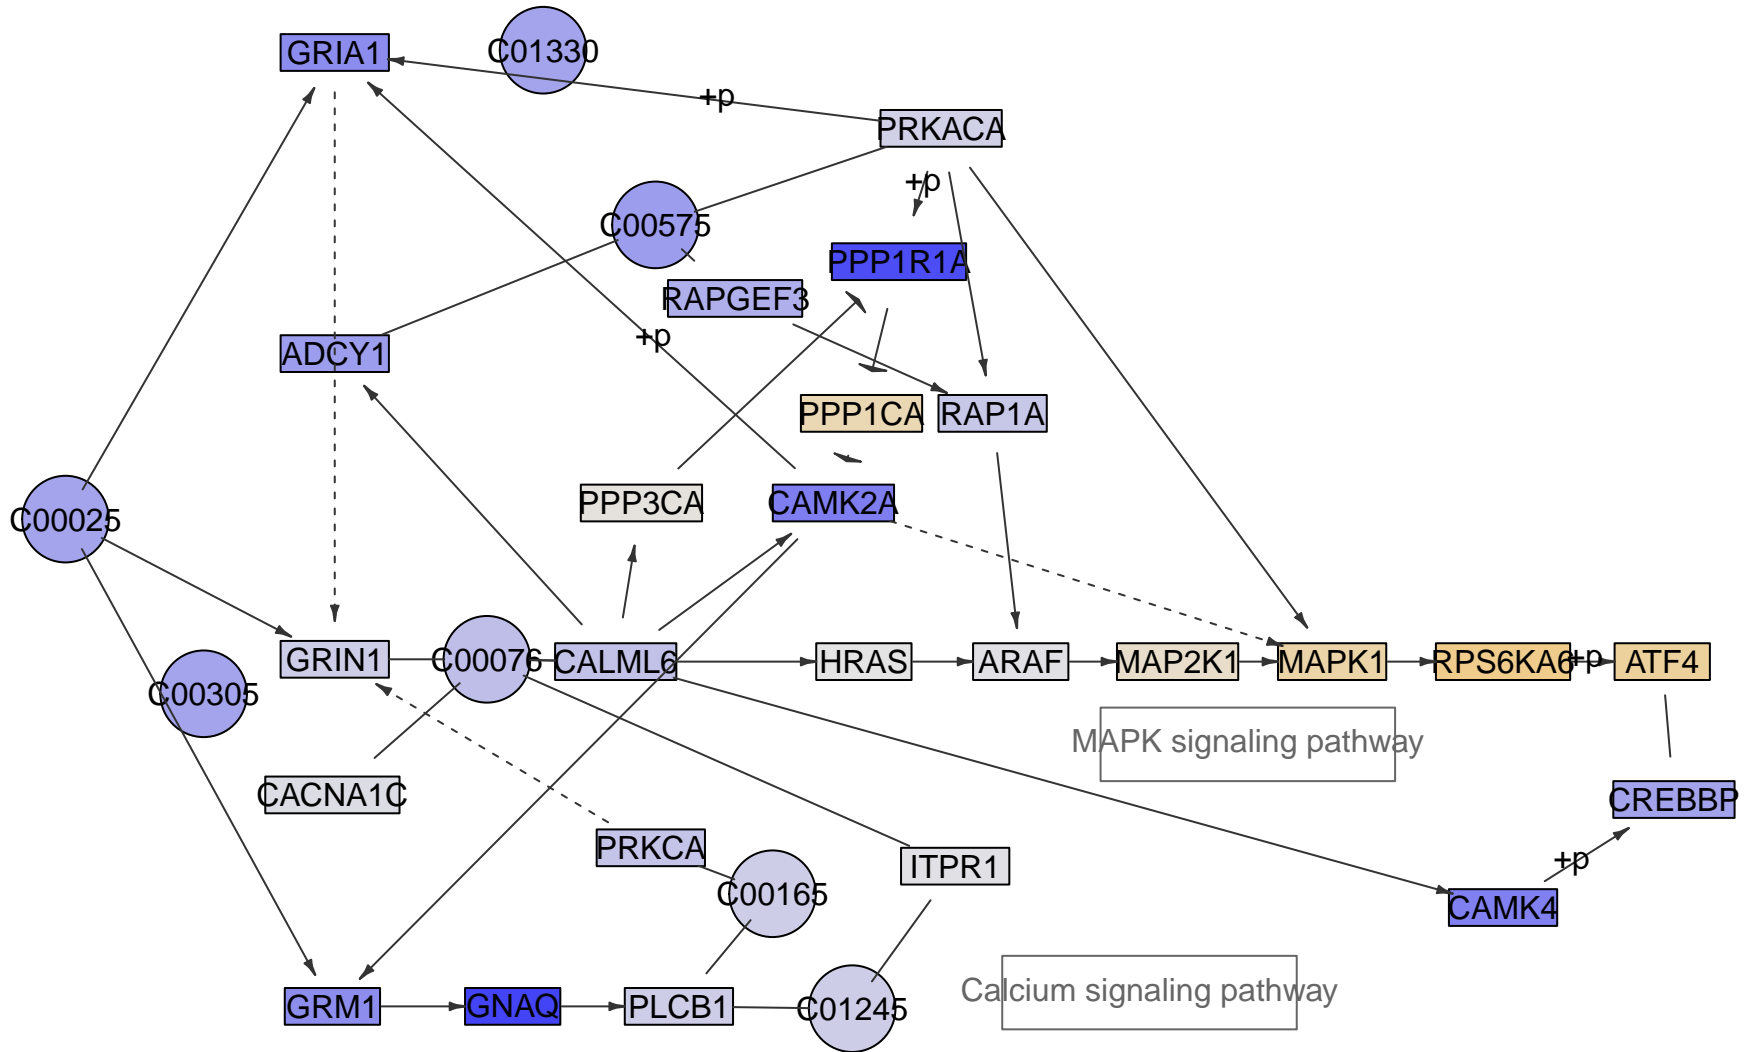 GRIA1
C01330
+p
PRKACA
+p
C00575
PPP1R1A
RAPGEF3
+p
ADCY1
PPP1CA
RAP1A
PPP3CA
CAMK2A
C00025
GRIN1
C00076
CALML6
HRAS
ARAF
MAP2K1
MAPK1
RPS6KA6
+p
ATF4
C00305
MAPK signaling pathway
CACNA1C
CREBBP
PRKCA
ITPR1
+p
C00165
CAMK4
Calcium signaling pathway
GRM1
GNAQ
PLCB1
C01245